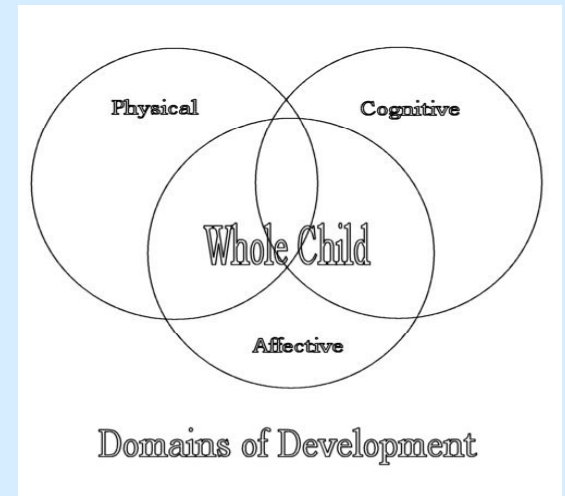 Physical
Cognitive
Whole Child
Affective
Domains of Development